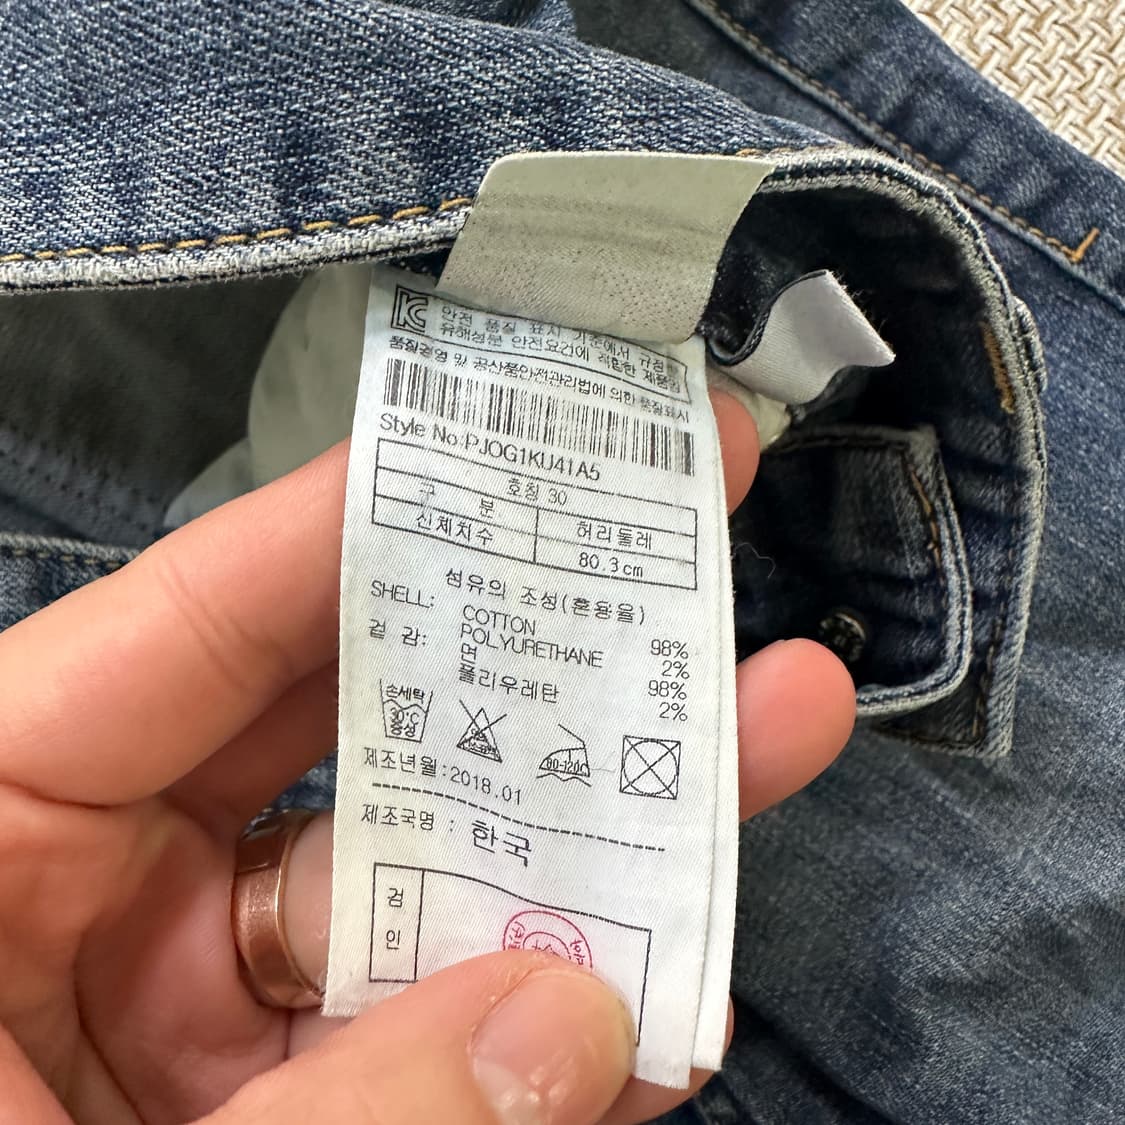 KC 안전 품질 표시 기준에서 규정한
유해성분 안전요건에 적합한 제품임
품질경영 및 공산품안전관리법에 의한 품질표시
Style No:PJOG1KU41A5
호칭 30
구 분
허리둘레
신체치수
80.3cm
섬유의 조성(혼용율)
SHELL: COTTON 98%
POLYURETHANE 2%
겉 감: 면 98%
폴리우레탄 2%
손세탁
30℃
중성
80-120℃
제조년월:2018.01
제조국명 : 한국
검
인